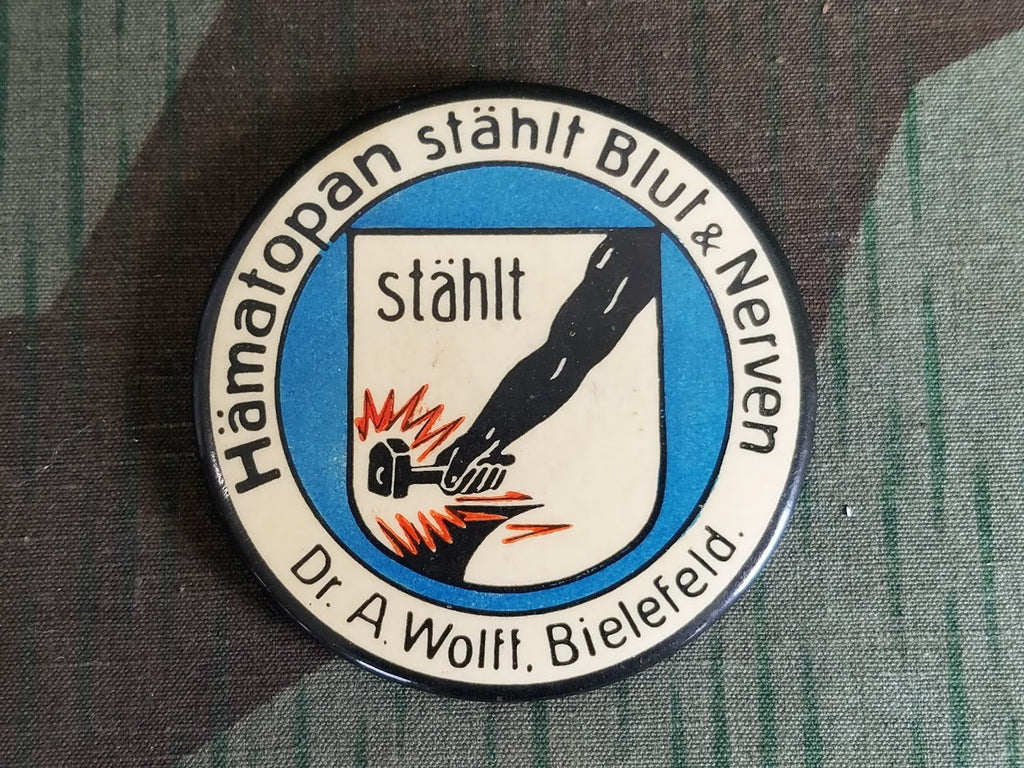 Hämatopan stählt Blut & Nerven
stählt
Dr. A. Wolff, Bielefeld.